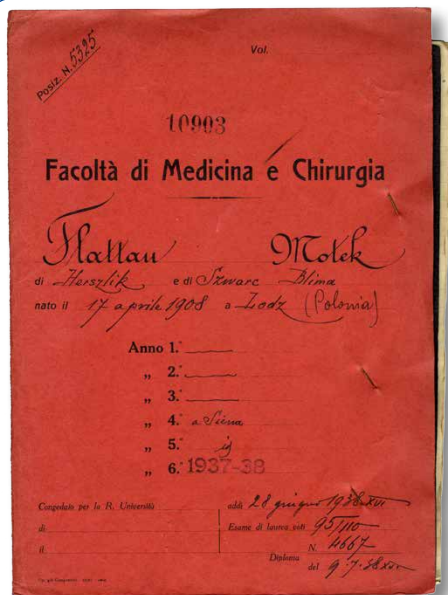 Posiz. N. 5325
Vol.
10903
Facoltà di Medicina e Chirurgia
Flattau Motek
di Herszlik e di Szwarc Blima
nato il 17 aprile 1908 a Lodz (Polonia)
Anno 1.°
„ 2.°
„ 3.°
„ 4.° a Siena
„ 5.° id
„ 6.° 1937-38
Congedato per la R. Università addì 28 giugno 1938-XVI
di Esame di laurea voti 95/110
il Diploma N. 4667
del 9-7-38 XVI